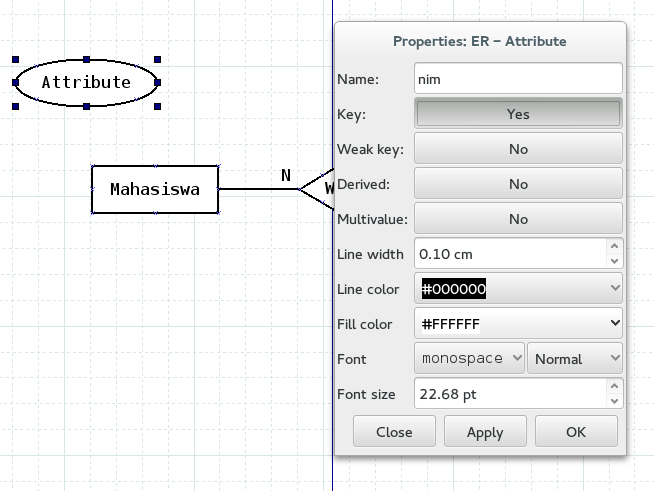 Attribute
Mahasiswa
N
W
Properties: ER – Attribute
Name: nim
Key: Yes
Weak key: No
Derived: No
Multivalue: No
Line width 0.10 cm
Line color #000000
Fill color #FFFFFF
Font monospace Normal
Font size 22.68 pt
Close Apply OK